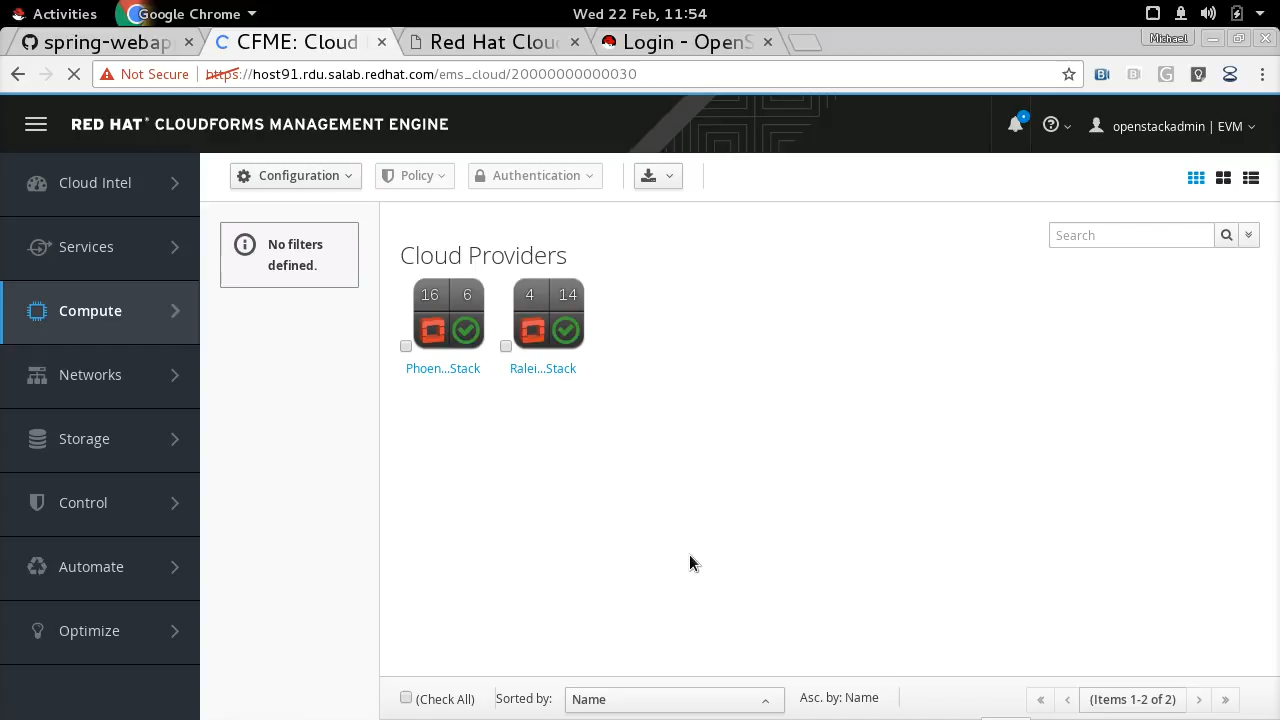 Activities Google Chrome Wed 22 Feb, 11:54
spring-webap CFME: Cloud Red Hat Clou Login - OpenS Michael
Not Secure https://host91.rdu.salab.redhat.com/ems_cloud/20000000000030
RED HAT® CLOUDFORMS MANAGEMENT ENGINE openstackadmin | EVM
Configuration Policy Authentication
Cloud Intel
Services
Compute
Networks
Storage
Control
Automate
Optimize
No filters
defined.
Search
Cloud Providers
16 6 4 14
Phoen...Stack Ralei...Stack
(Check All) Sorted by: Name Asc. by: Name (Items 1-2 of 2)